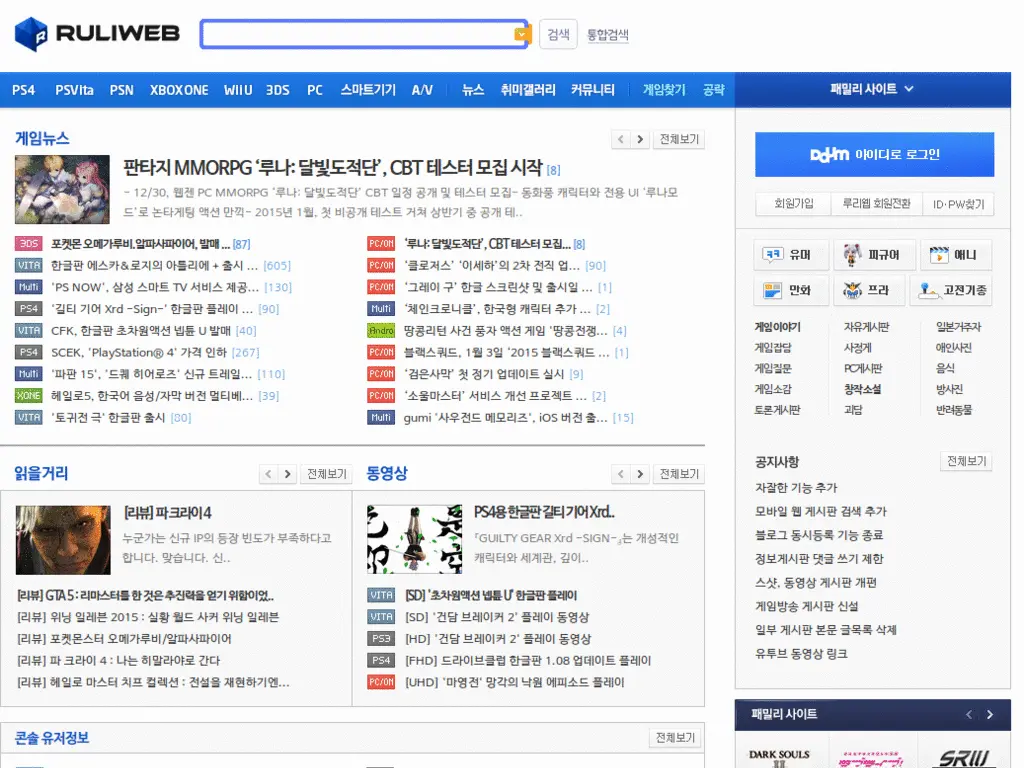 RULIWEB
검색
통합검색
PS4 PSVita PSN XBOXONE WiiU 3DS PC 스마트기기 A/V 뉴스 취미갤러리 커뮤니티 게임찾기 공략 패밀리 사이트
게임뉴스
전체보기
판타지 MMORPG ‘루나: 달빛도적단’, CBT 테스터 모집 시작 [8]
- 12/30, 웹젠 PC MMORPG ‘루나: 달빛도적단’ CBT 일정 공개 및 테스터 모집- 동화풍 캐릭터와 전용 UI ‘루나모
드’로 논타게팅 액션 만끽- 2015년 1월, 첫 비공개 테스트 거쳐 상반기 중 공개 테..
3DS 포켓몬 오메가루비,알파사파이어, 발매 ... [87]
VITA 한글판 에스카&로지의 아틀리에 + 출시 ... [605]
Multi 'PS NOW', 삼성 스마트 TV 서비스 제공... [130]
PS4 '길티 기어 Xrd -Sign-' 한글판 플레이 ... [90]
VITA CFK, 한글판 초차원액션 넵튠 U 발매 [40]
PS4 SCEK, ‘PlayStation® 4’ 가격 인하 [267]
Multi '파판 15', '드퀘 히어로즈' 신규 트레일... [110]
XONE 헤일로5, 한국어 음성/자막 버전 멀티베... [39]
VITA '토귀전 극' 한글판 출시 [80]
PC/ON ‘루나: 달빛도적단’, CBT 테스터 모집... [8]
PC/ON ‘클로저스’ ‘이세하’의 2차 전직 업... [90]
PC/ON ‘그레이 구’ 한글 스크린샷 및 출시일 ... [1]
Multi ‘체인크로니클’, 한국형 캐릭터 추가 ... [2]
Andro 땅콩리턴 사건 풍자 액션 게임 '땅콩전쟁... [4]
PC/ON 블랙스쿼드, 1월 3일 ‘2015 블랙스쿼드 ... [1]
PC/ON ‘검은사막’ 첫 정기 업데이트 실시 [9]
PC/ON ‘소울마스터’ 서비스 개선 프로젝트 ... [2]
Multi gumi ‘사우전드 메모리즈’, iOS 버전 출... [15]
읽을거리
전체보기
[리뷰] 파 크라이 4
누군가는 신규 IP의 등장 빈도가 부족하다고
합니다. 맞습니다. 신..
[리뷰] GTA 5 : 리마스터를 한 것은 추진력을 얻기 위함이었..
[리뷰] 위닝 일레븐 2015 : 실황 월드 사커 위닝 일레븐
[리뷰] 포켓몬스터 오메가루비/알파사파이어
[리뷰] 파 크라이 4 : 나는 히말라야로 간다
[리뷰] 헤일로 마스터 치프 컬렉션 : 전설을 재현하기엔...
동영상
전체보기
PS4용 한글판 길티 기어 Xrd..
『GUILTY GEAR Xrd -SIGN-』는 개성적인
캐릭터와 세계관, 깊이..
VITA [SD] '초차원액션 넵튠 U' 한글판 플레이
VITA [SD] '건담 브레이커 2' 플레이 동영상
PS3 [HD] '건담 브레이커 2' 플레이 동영상
PS4 [FHD] 드라이브클럽 한글판 1.08 업데이트 플레이
PC/ON [UHD] '마영전' 망각의 낙원 에피소드 플레이
콘솔 유저정보
전체보기
Daum 아이디로 로그인
회원가입 루리웹 회원전환 ID·PW찾기
유머 피규어 애니
만화 프라 고전기종
게임이야기 자유게시판 일본거주자
게임잡담 사정게 애인사진
게임질문 PC게시판 음식
게임소감 창작소설 방사진
토론게시판 괴담 반려동물
공지사항
전체보기
자잘한 기능 추가
모바일 웹 게시판 검색 추가
블로그 동시등록 기능 종료
정보게시판 댓글 쓰기 제한
스샷, 동영상 게시판 개편
게임방송 게시판 신설
일부 게시판 본문 글목록 삭제
유튜브 동영상 링크
패밀리 사이트
DARK SOULS
II
SRW